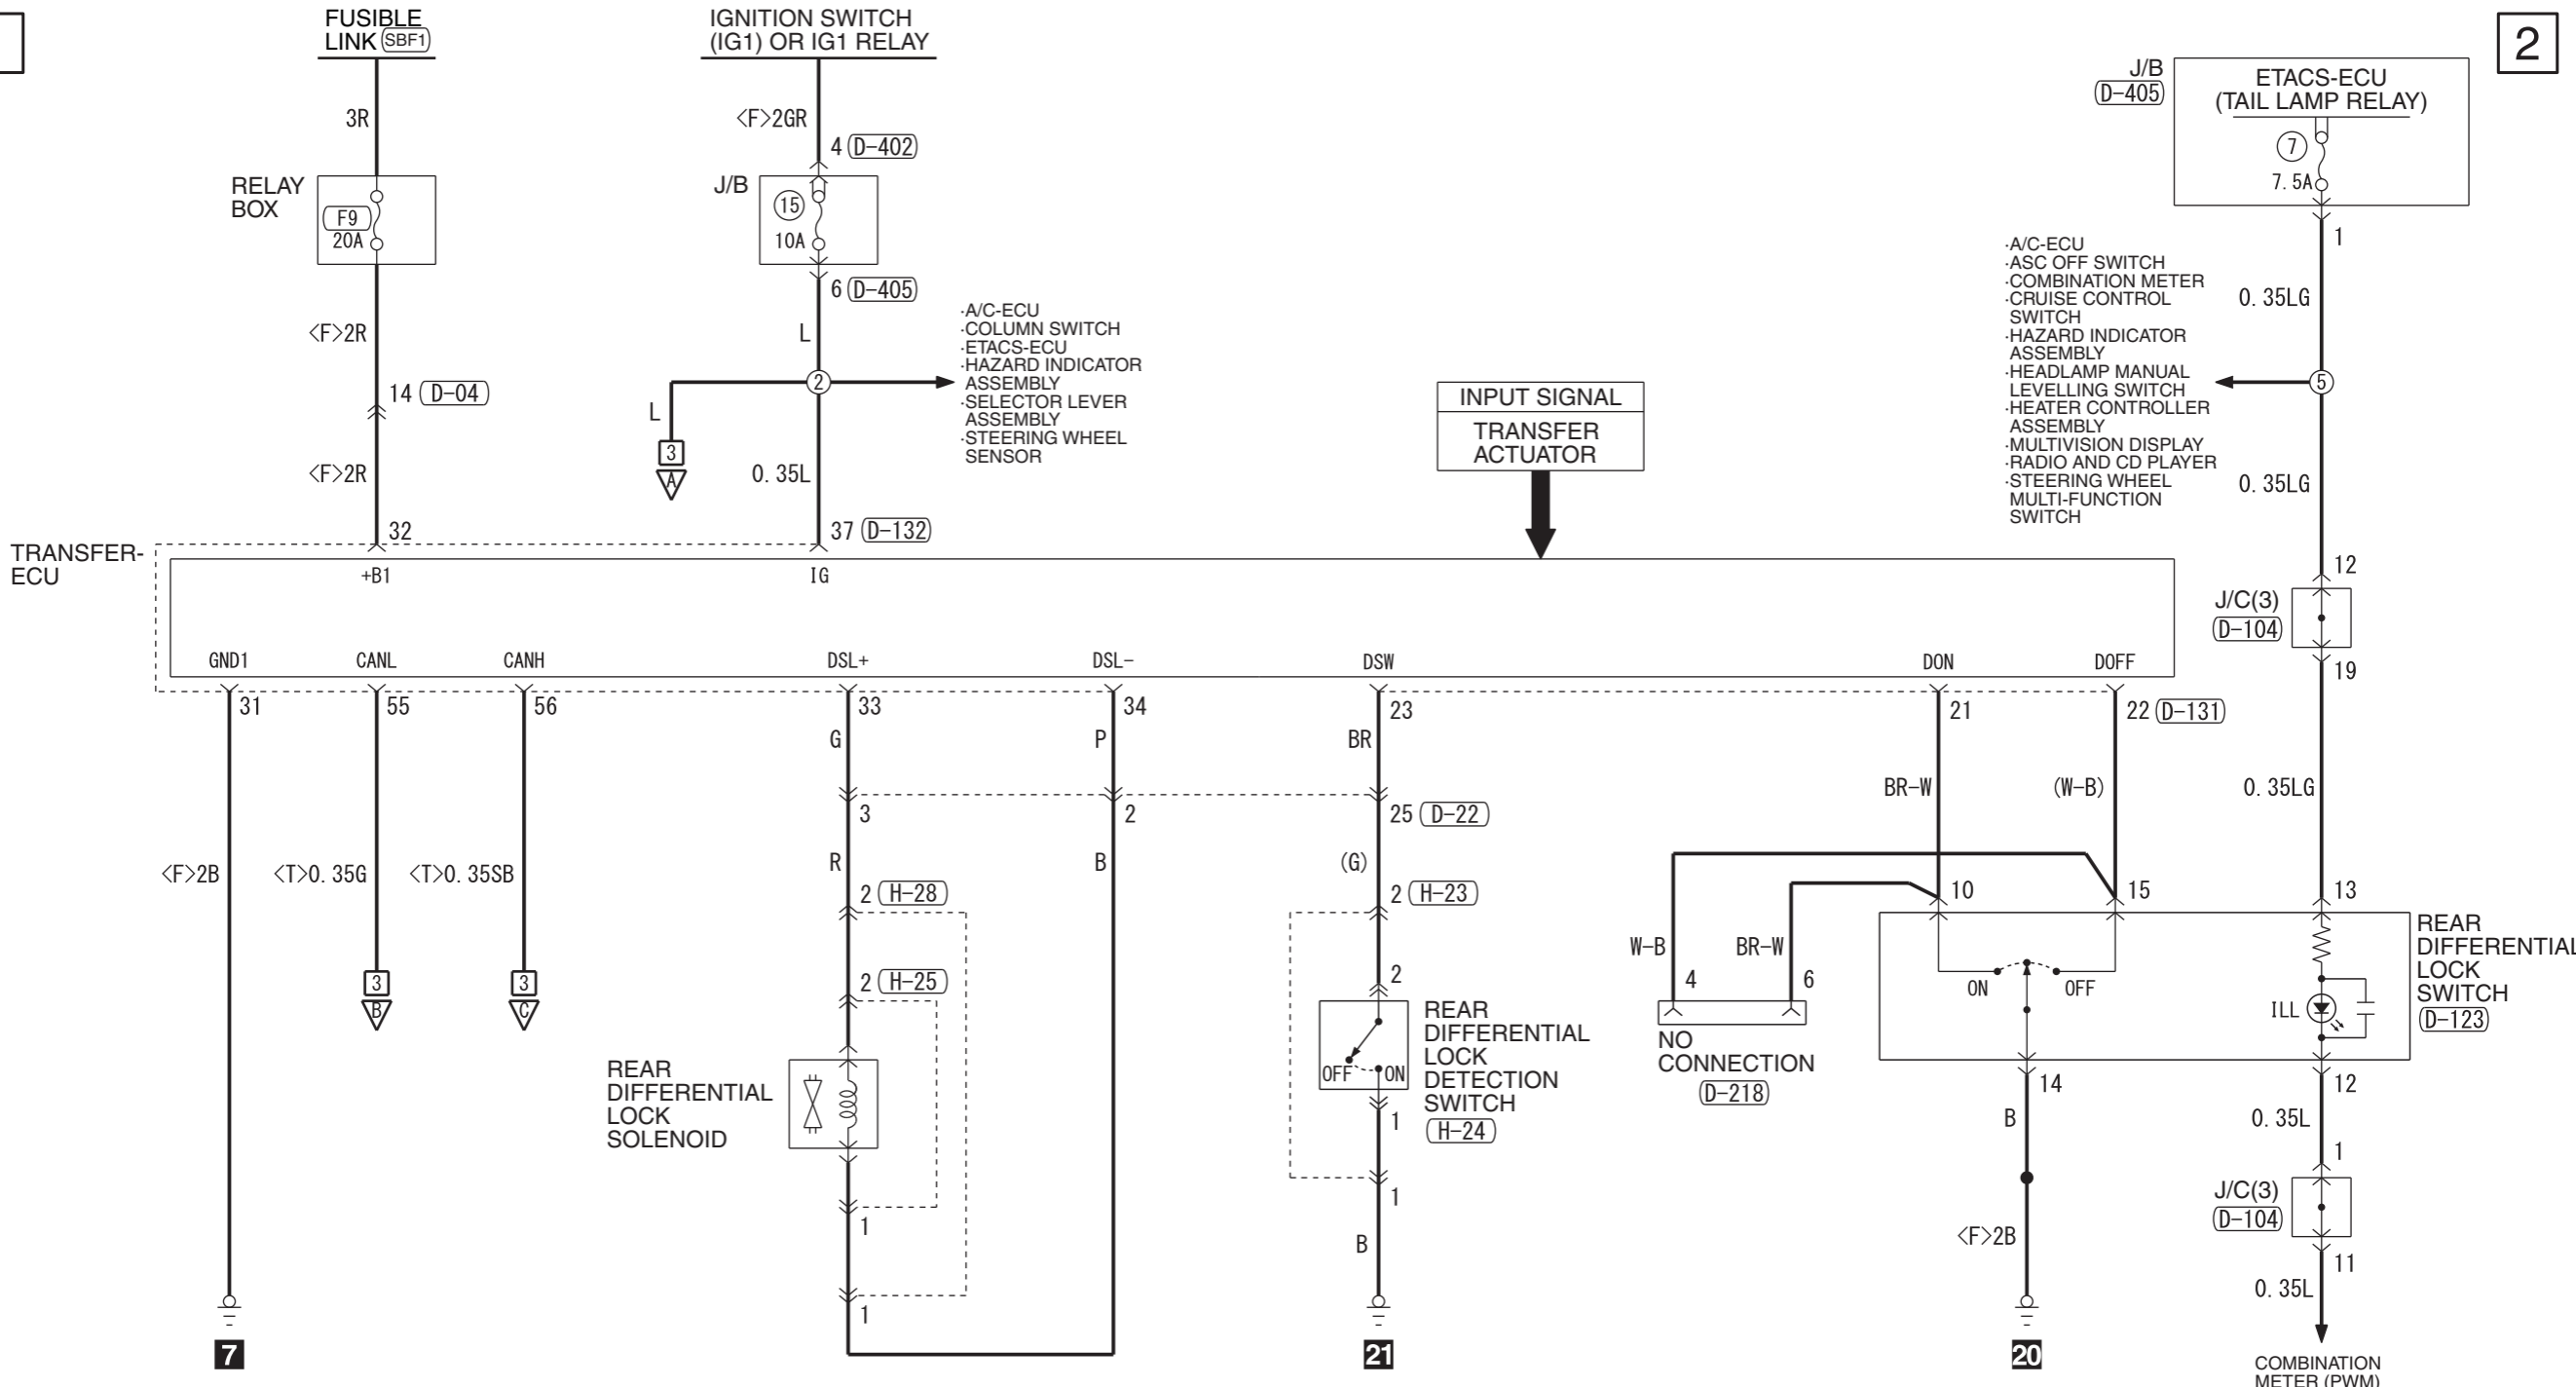 FUSIBLE
LINK SBF1
IGNITION SWITCH
(IG1) OR IG1 RELAY
2
J/B
D-405
ETACS-ECU
(TAIL LAMP RELAY)
7
7.5A
1
3R
<F>2GR
4 D-402
RELAY
BOX
F9
20A
J/B
15
10A
6 D-405
<F>2R
L
2
·A/C-ECU
·COLUMN SWITCH
·ETACS-ECU
·HAZARD INDICATOR
ASSEMBLY
·SELECTOR LEVER
ASSEMBLY
·STEERING WHEEL
SENSOR
·A/C-ECU
·ASC OFF SWITCH
·COMBINATION METER
·CRUISE CONTROL
SWITCH
·HAZARD INDICATOR
ASSEMBLY
·HEADLAMP MANUAL
LEVELLING SWITCH
·HEATER CONTROLLER
ASSEMBLY
·MULTIVISION DISPLAY
·RADIO AND CD PLAYER
·STEERING WHEEL
MULTI-FUNCTION
SWITCH
0.35LG
5
0.35LG
14 D-04
L
3
A
<F>2R
0.35L
INPUT SIGNAL
TRANSFER
ACTUATOR
32
37 D-132
12
J/C(3)
D-104
19
TRANSFER-
ECU
+B1
IG
GND1
CANL
CANH
DSL+
DSL-
DSW
DON
DOFF
31
55
56
33
34
23
21
22 D-131
G
P
BR
BR-W
(W-B)
0.35LG
3
2
25 D-22
<F>2B
<T>0.35G
<T>0.35SB
R
B
(G)
2 H-28
2 H-23
10
15
13
W-B
BR-W
3
B
3
C
2 H-25
2
4
6
NO
CONNECTION
D-218
ON
OFF
ILL
REAR
DIFFERENTIAL
LOCK
SWITCH
D-123
REAR
DIFFERENTIAL
LOCK
SOLENOID
OFF
ON
REAR
DIFFERENTIAL
LOCK
DETECTION
SWITCH
H-24
14
12
1
B
0.35L
1
1
1
J/C(3)
D-104
B
<F>2B
11
1
0.35L
7
21
20
COMBINATION
METER (PWM)